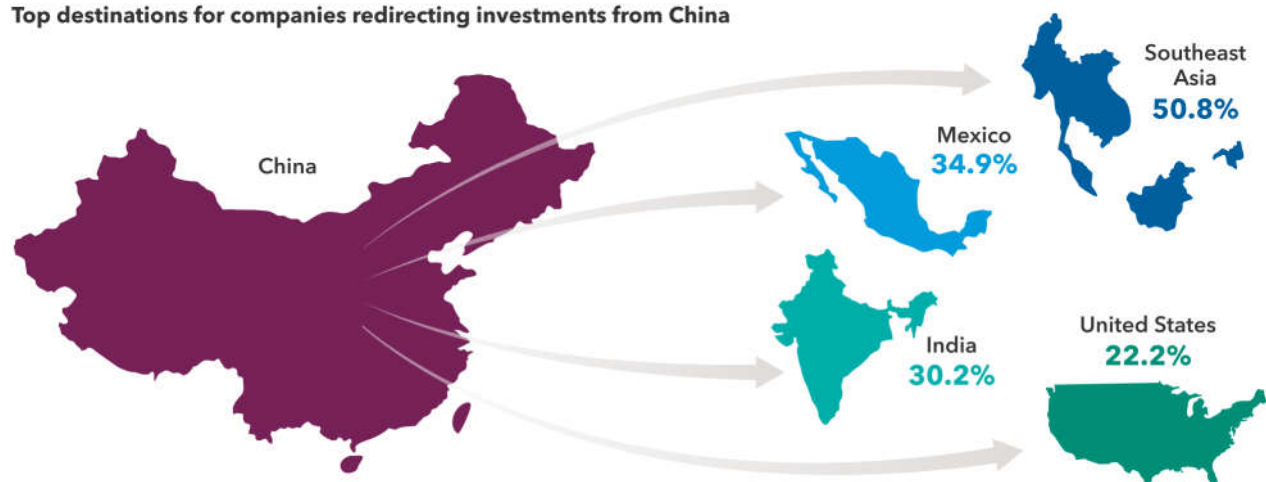 Top destinations for companies redirecting investments from China
China
Southeast
Asia
50.8%
Mexico
34.9%
India
30.2%
United States
22.2%